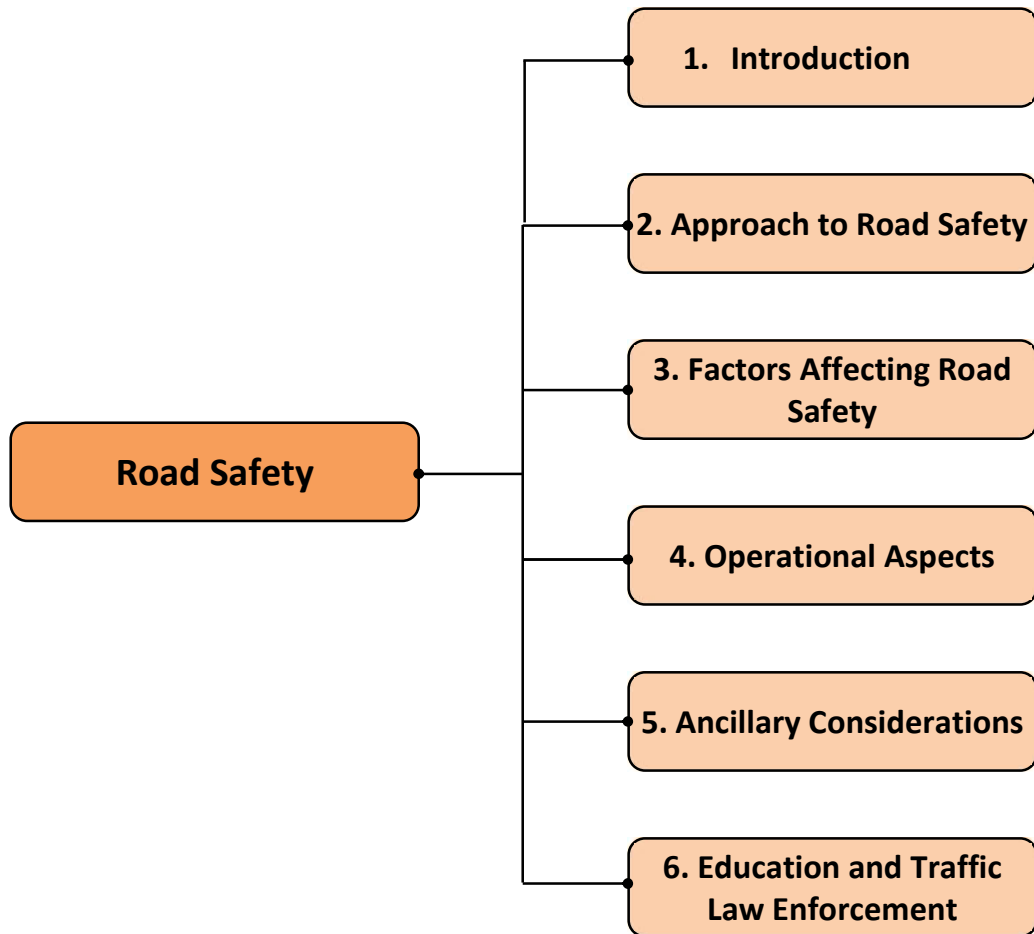 1. Introduction
2. Approach to Road Safety
3. Factors Affecting Road
Safety
Road Safety
4. Operational Aspects
5. Ancillary Considerations
6. Education and Traffic
Law Enforcement